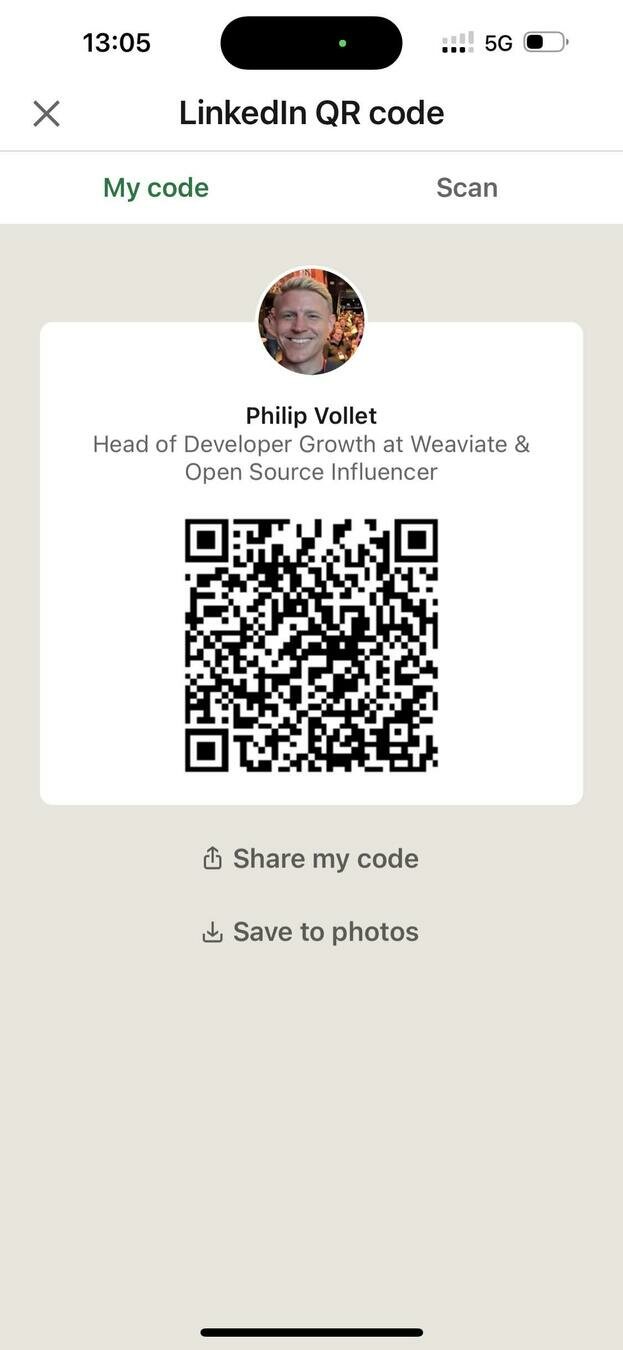 13:05
5G
LinkedIn QR code
My code
Scan
Philip Vollet
Head of Developer Growth at Weaviate &
Open Source Influencer
Share my code
Save to photos